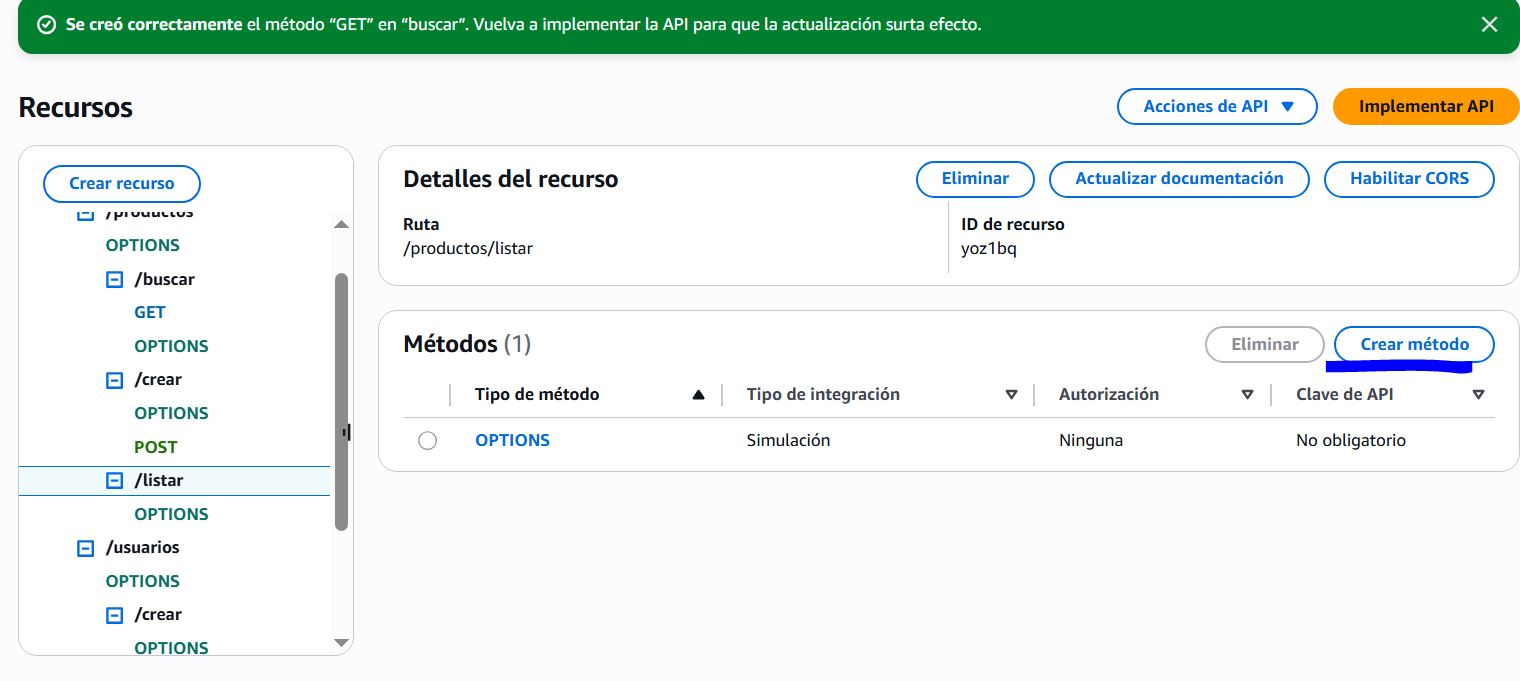 Se creó correctamente el método “GET” en “buscar”. Vuelva a implementar la API para que la actualización surta efecto.
Recursos
Acciones de API
Implementar API
Crear recurso
/productos
OPTIONS
/buscar
GET
OPTIONS
/crear
OPTIONS
POST
/listar
OPTIONS
/usuarios
OPTIONS
/crear
OPTIONS
Detalles del recurso
Eliminar
Actualizar documentación
Habilitar CORS
Ruta
/productos/listar
ID de recurso
yoz1bq
Métodos (1)
Eliminar
Crear método
Tipo de método
Tipo de integración
Autorización
Clave de API
OPTIONS
Simulación
Ninguna
No obligatorio